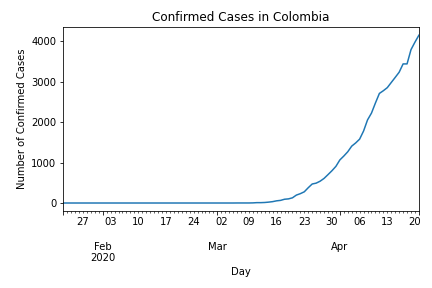 Confirmed Cases in Colombia
Number of Confirmed Cases
4000
3000
2000
1000
0
27 03 10 17 24 02 09 16 23 30 06 13 20
Feb Mar Apr
2020
Day